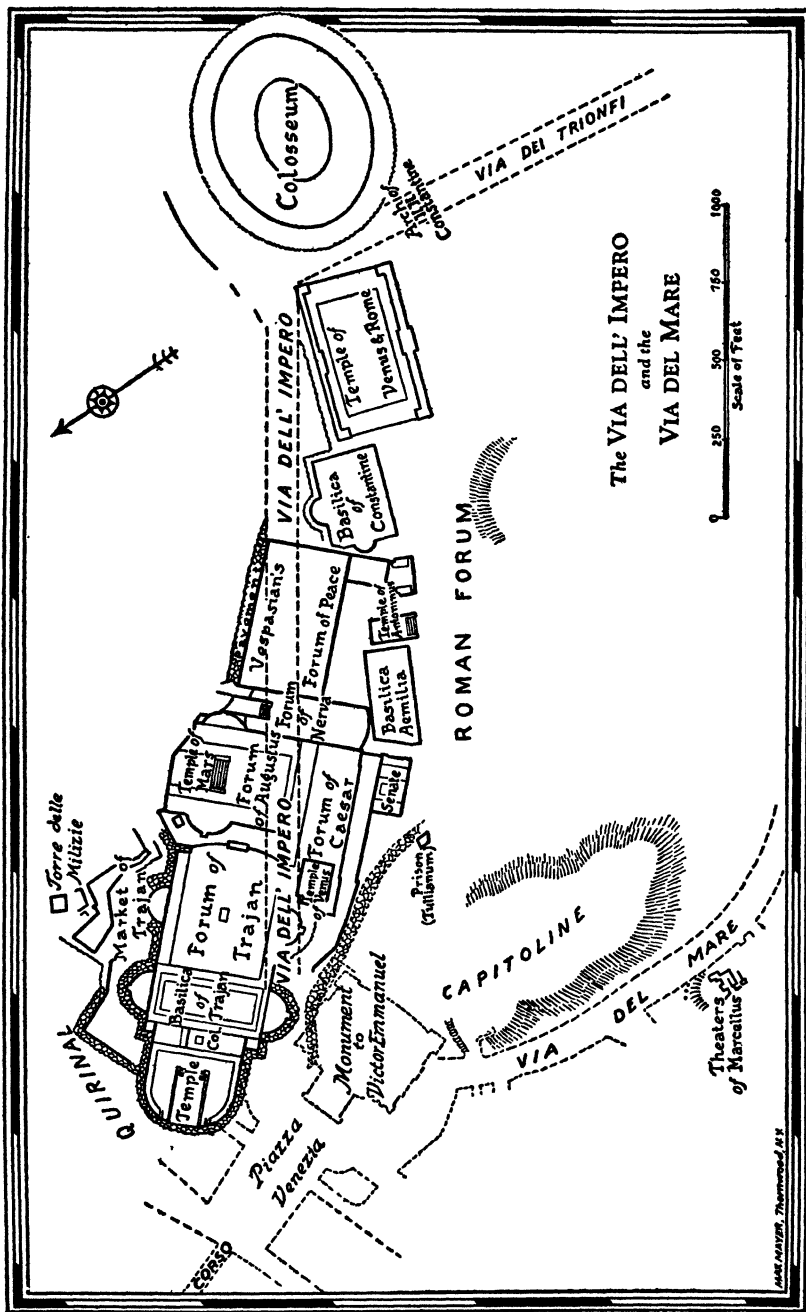 The VIA DELL' IMPERO
and the
VIA DEL MARE
0 250 500 750 1000
Scale of Feet
QUIRINAL
Torre delle
Milizie
Market of
Trajan
Temple
Col.
Basilica
of
Trajan
Forum of
Trajan
Temple of
Mars
Forum
of Augustus
Forum
of
Nerva
Pavement
Vespasian's
Forum of Peace
VIA DELL' IMPERO
VIA DELL' IMPERO
Colosseum
Arch of
Constantine
VIA DEI TRIONFI
Temple of
Venus & Rome
Basilica
of
Constantine
Temple of
Antoninus
Basilica
Aemilia
Forum of
Caesar
Temple
of Venus
Senate
Prison
(Tullianum)
ROMAN FORUM
CORSO
Piazza
Venezia
Monument
to
Victor Emmanuel
CAPITOLINE
VIA DEL MARE
Theaters
of Marcellus
MAR MAYER, Thornwood, N.Y.